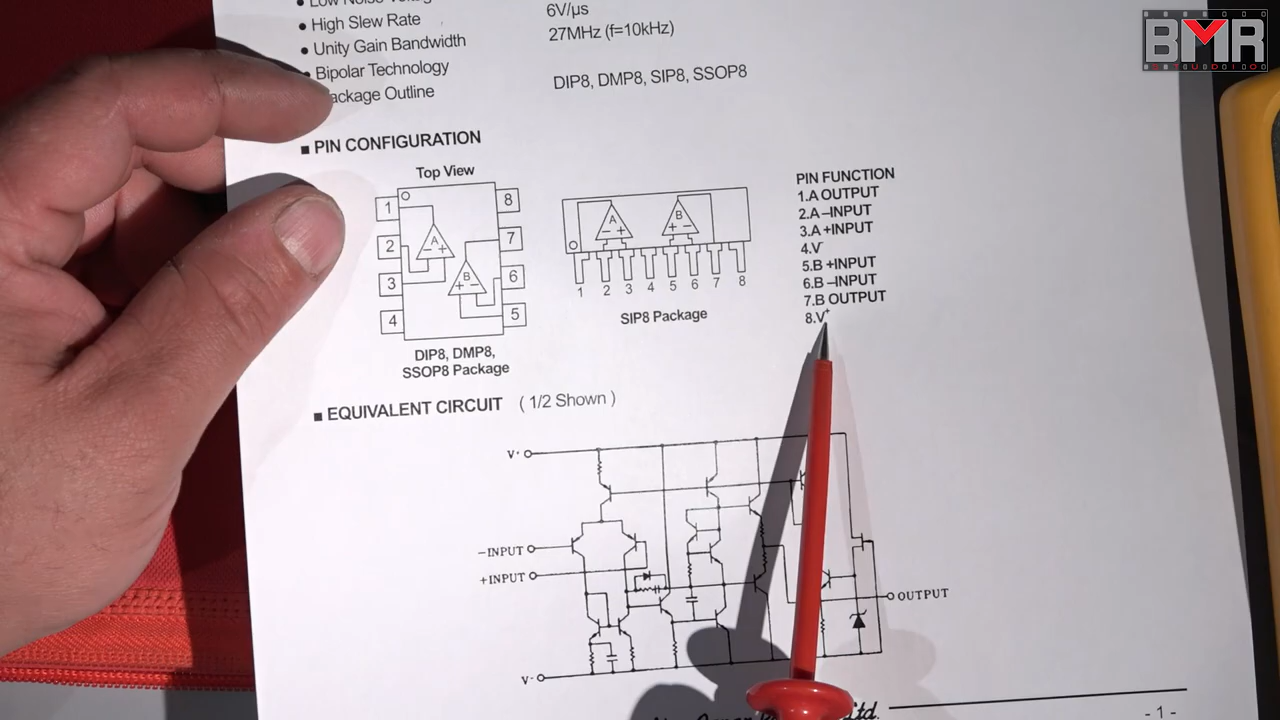 BMR
STUDIO
High Slew Rate 6V/µs
Unity Gain Bandwidth 27MHz (f=10kHz)
Bipolar Technology
Outline DIP8, DMP8, SIP8, SSOP8
PIN CONFIGURATION
Top View
1 8
2 7
3 6
4 5
A
− +
B
+ −
DIP8, DMP8,
SSOP8 Package
A B
− + + −
1 2 3 4 5 6 7 8
SIP8 Package
PIN FUNCTION
1.A OUTPUT
2.A −INPUT
3.A +INPUT
4.V⁻
5.B +INPUT
6.B −INPUT
7.B OUTPUT
8.V⁺
EQUIVALENT CIRCUIT ( 1/2 Shown )
V⁺
−INPUT
+INPUT
OUTPUT
V⁻
Ltd.
- 1 -